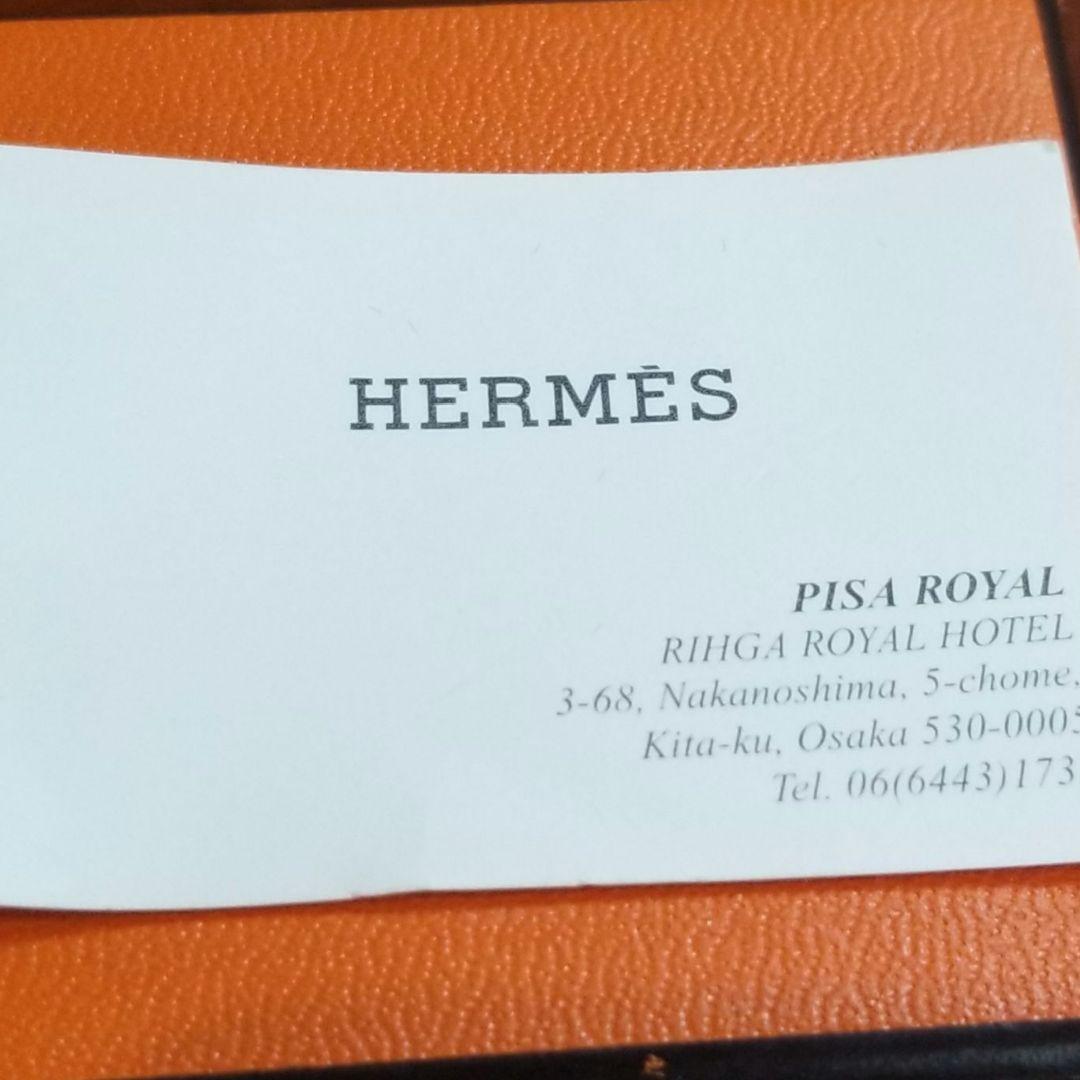 HERMÈS
PISA ROYAL
RIHGA ROYAL HOTEL
3-68, Nakanoshima, 5-chome,
Kita-ku, Osaka 530-0005
Tel. 06(6443)173